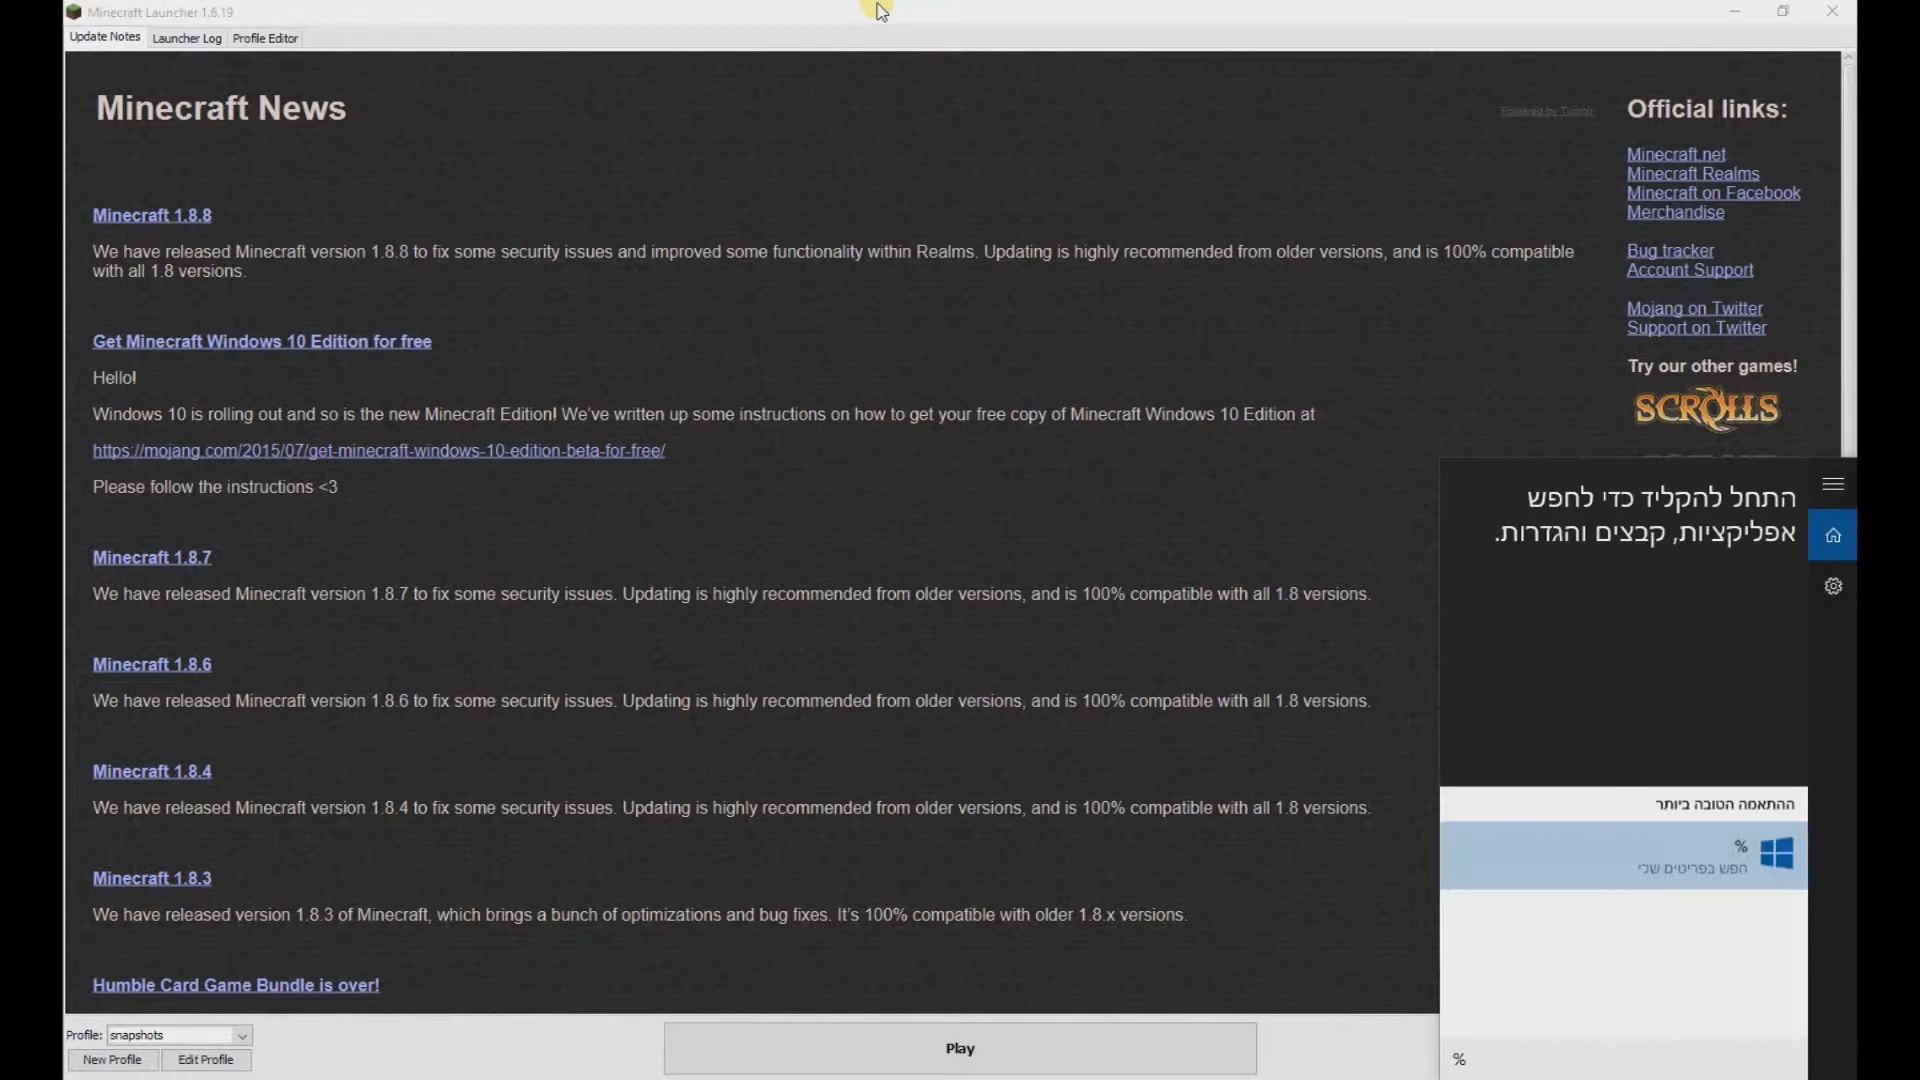 Minecraft Launcher 1.6.19
Update Notes
Launcher Log
Profile Editor
Minecraft News
Powered by Tumblr
Minecraft 1.8.8
We have released Minecraft version 1.8.8 to fix some security issues and improved some functionality within Realms. Updating is highly recommended from older versions, and is 100% compatible
with all 1.8 versions.
Get Minecraft Windows 10 Edition for free
Hello!
Windows 10 is rolling out and so is the new Minecraft Edition! We've written up some instructions on how to get your free copy of Minecraft Windows 10 Edition at
https://mojang.com/2015/07/get-minecraft-windows-10-edition-beta-for-free/
Please follow the instructions <3
Minecraft 1.8.7
We have released Minecraft version 1.8.7 to fix some security issues. Updating is highly recommended from older versions, and is 100% compatible with all 1.8 versions.
Minecraft 1.8.6
We have released Minecraft version 1.8.6 to fix some security issues. Updating is highly recommended from older versions, and is 100% compatible with all 1.8 versions.
Minecraft 1.8.4
We have released Minecraft version 1.8.4 to fix some security issues. Updating is highly recommended from older versions, and is 100% compatible with all 1.8 versions.
Minecraft 1.8.3
We have released version 1.8.3 of Minecraft, which brings a bunch of optimizations and bug fixes. It's 100% compatible with older 1.8.x versions.
Humble Card Game Bundle is over!
Official links:
Minecraft.net
Minecraft Realms
Minecraft on Facebook
Merchandise
Bug tracker
Account Support
Mojang on Twitter
Support on Twitter
Try our other games!
SCROLLS
התחל להקליד כדי לחפש
אפליקציות, קבצים והגדרות.
ההתאמה הטובה ביותר
%
חפש בפריטים שלי
%
Profile: snapshots
New Profile
Edit Profile
Play